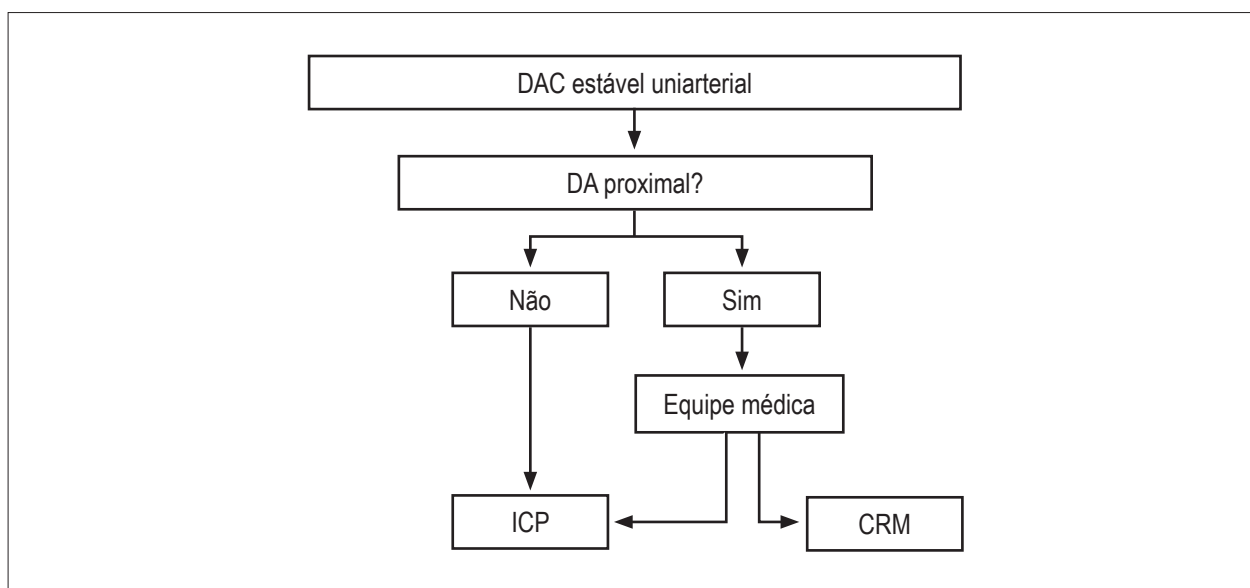 DAC estável uniarterial
DA proximal?
Não
Sim
Equipe médica
ICP
CRM